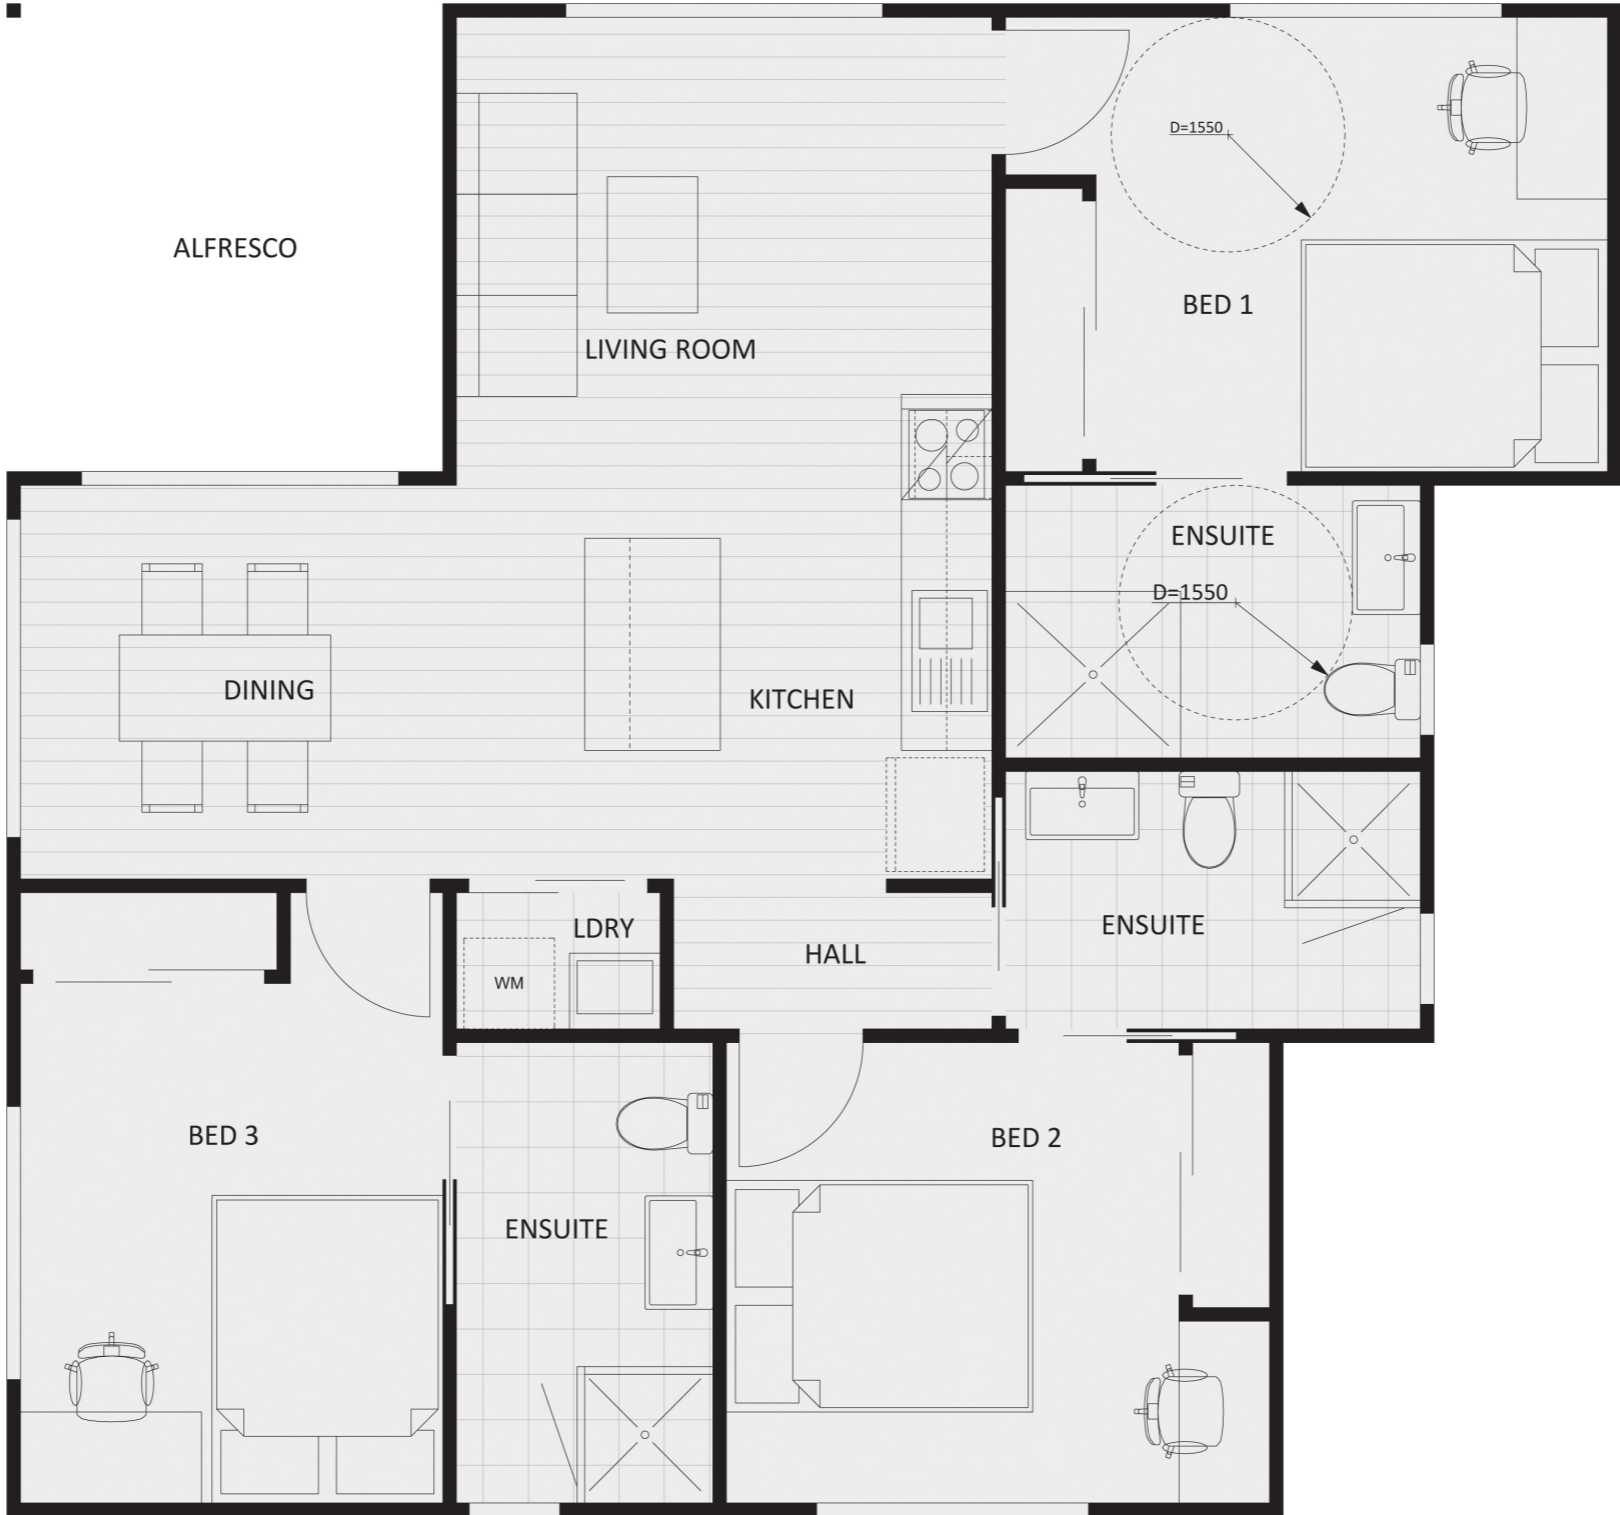 D=1550
ALFRESCO
BED 1
LIVING ROOM
ENSUITE
D=1550
DINING
KITCHEN
LDRY
ENSUITE
HALL
WM
BED 3
BED 2
ENSUITE